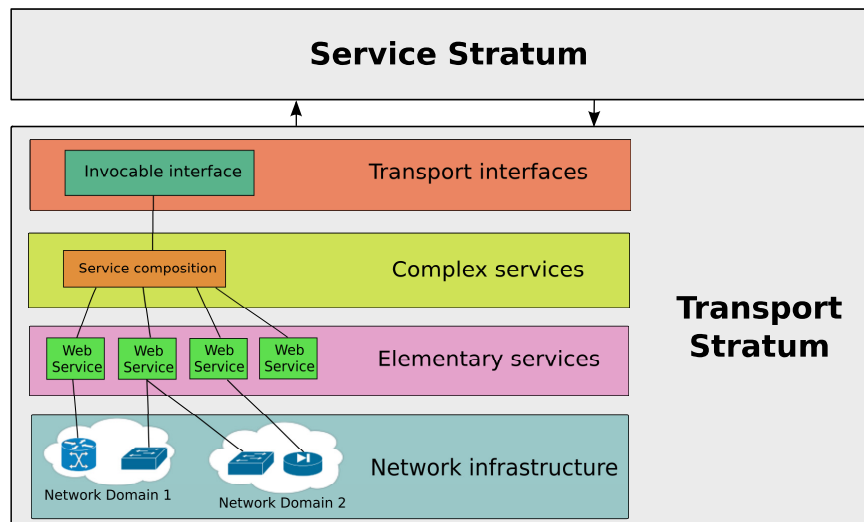 Service Stratum
Invocable interface
Transport interfaces
Service composition
Complex services
Web
Service
Web
Service
Web
Service
Web
Service
Elementary services
Transport
Stratum
Network infrastructure
Network Domain 1
Network Domain 2